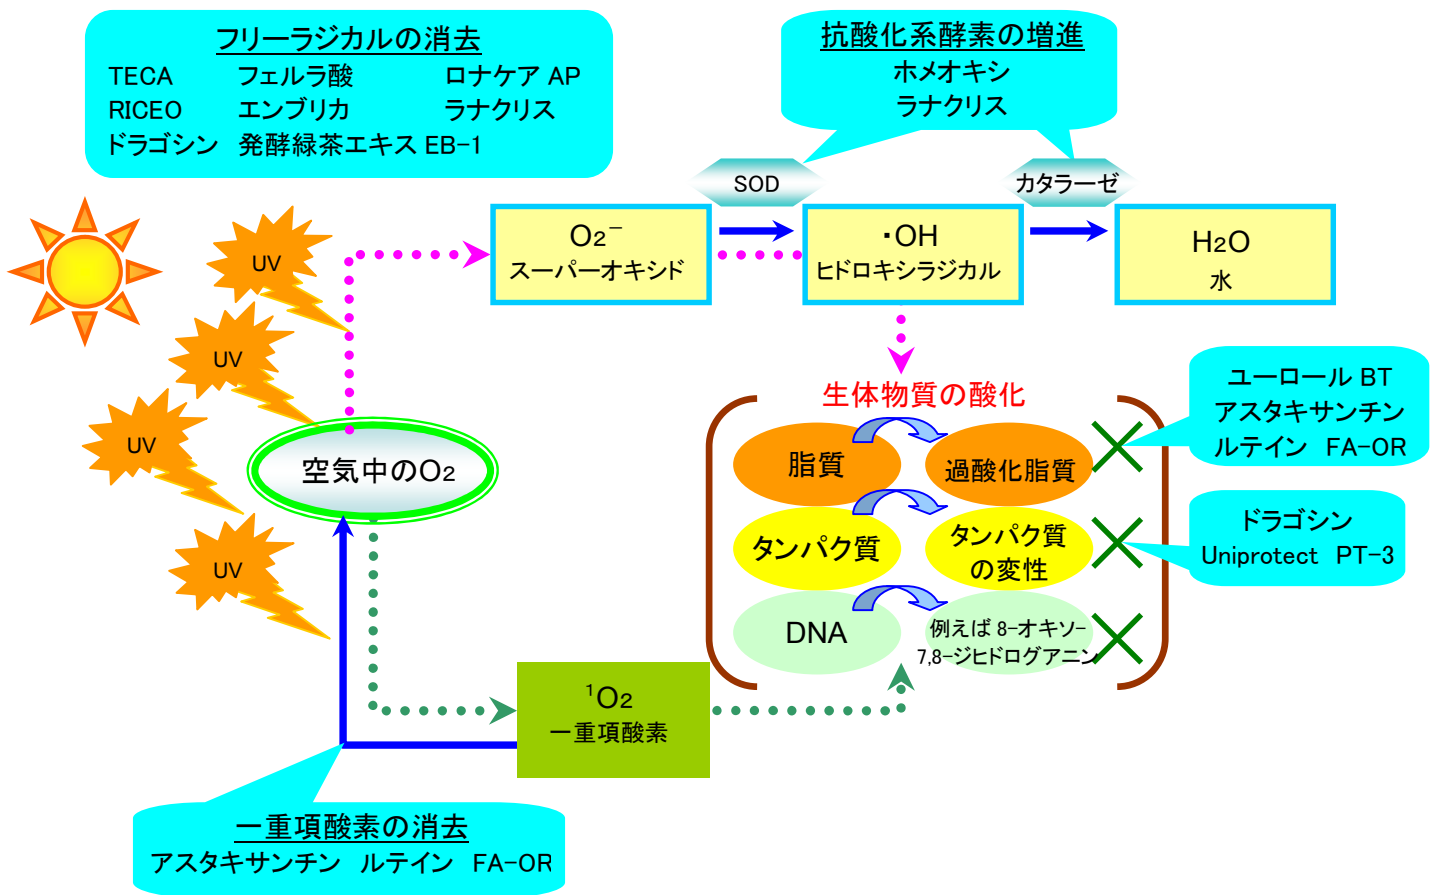 フリーラジカルの消去
TECA フェルラ酸 ロナケア AP
RICEO エンブリカ ラナクリス
ドラゴシン 発酵緑茶エキス EB-1
抗酸化系酵素の増進
ホメオキシ
ラナクリス
SOD
カタラーゼ
O2−
スーパーオキシド
・OH
ヒドロキシラジカル
H2O
水
UV
UV
UV
UV
空気中のO2
生体物質の酸化
脂質
過酸化脂質
タンパク質
タンパク質
の変性
DNA
例えば 8-オキソ-
7,8-ジヒドログアニン
ユーロール BT
アスタキサンチン
ルテイン FA-OR
ドラゴシン
Uniprotect PT-3
¹O2
一重項酸素
一重項酸素の消去
アスタキサンチン ルテイン FA-OR